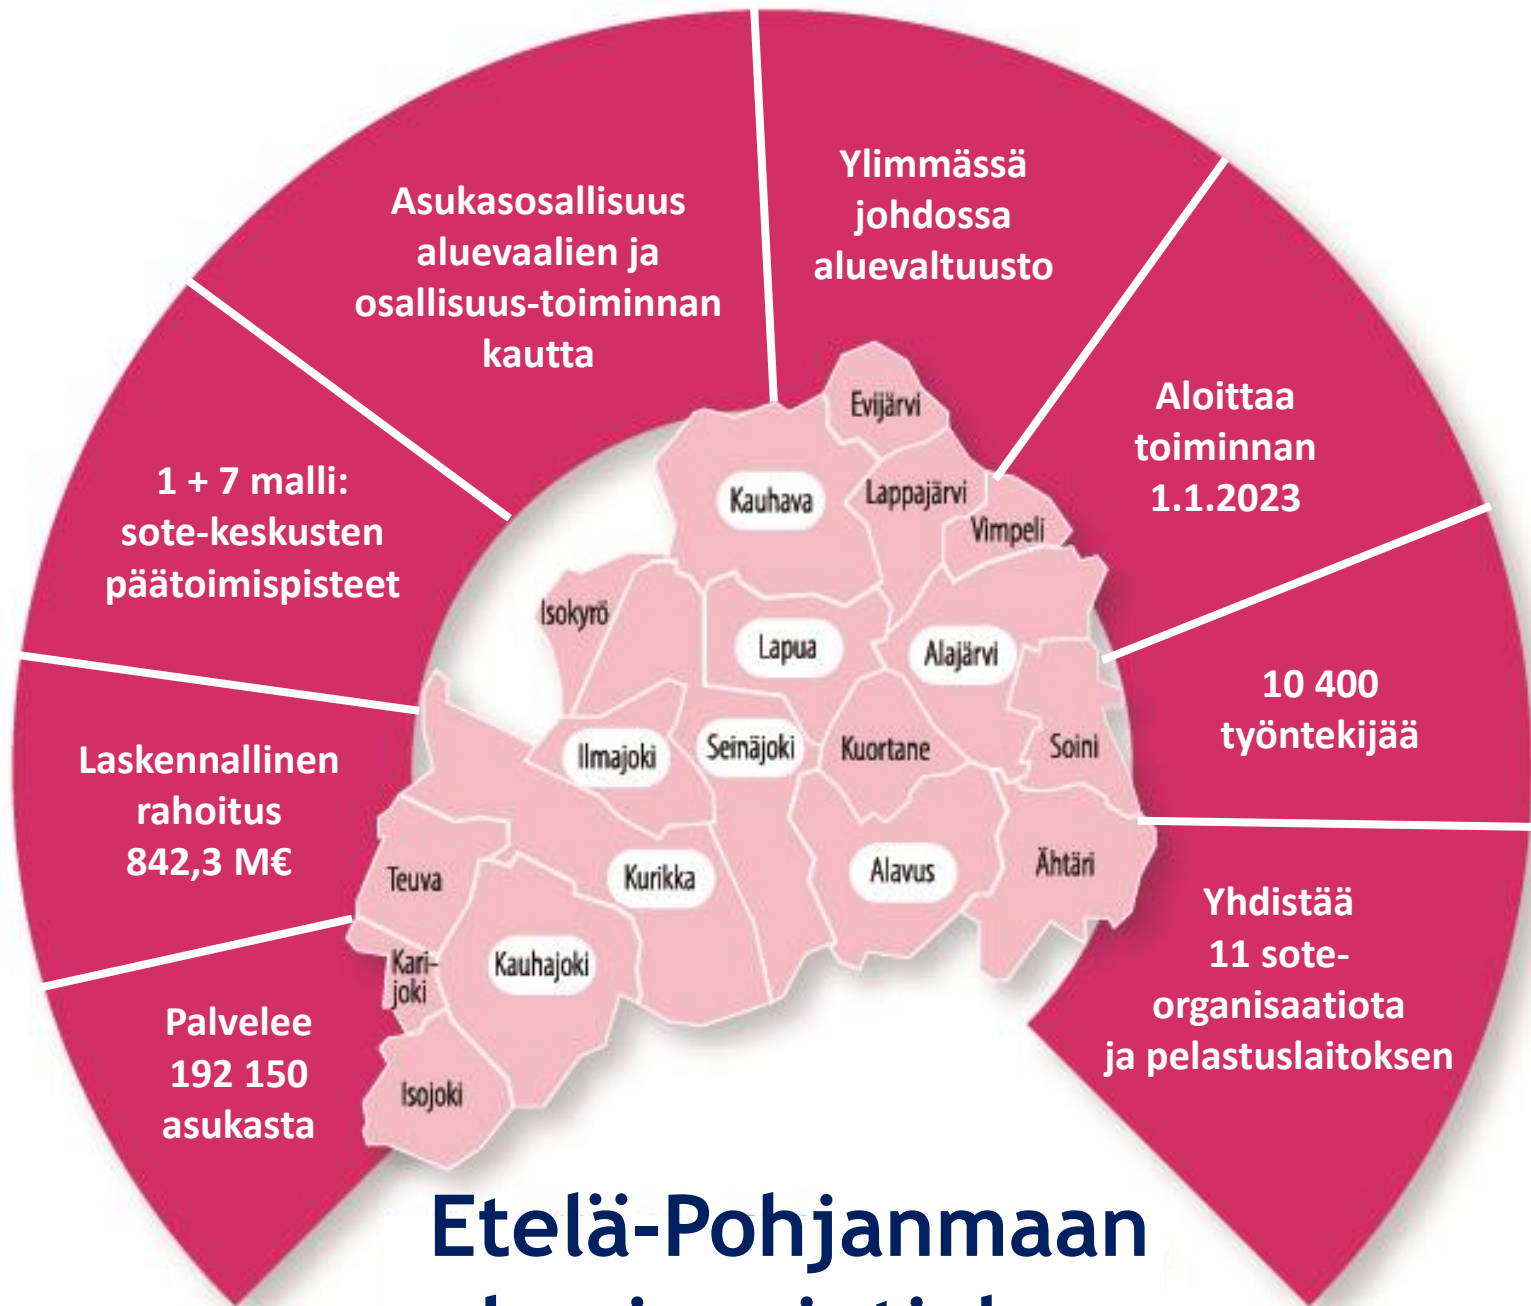 Ylimmässä
johdossa
aluevaltuusto
Asukasosallisuus
aluevaalien ja
osallisuus-toiminnan
kautta
Aloittaa
toiminnan
1.1.2023
1 + 7 malli:
sote-keskusten
päätoimispisteet
10 400
työntekijää
Laskennallinen
rahoitus
842,3 M€
Yhdistää
11 sote-
organisaatiota
ja pelastuslaitoksen
Palvelee
192 150
asukasta
Evijärvi
Kauhava
Lappajärvi
Vimpeli
Isokyrö
Lapua
Alajärvi
Ilmajoki
Seinäjoki
Kuortane
Soini
Teuva
Kurikka
Alavus
Ähtäri
Kari-
joki
Kauhajoki
Isojoki
Etelä-Pohjanmaan